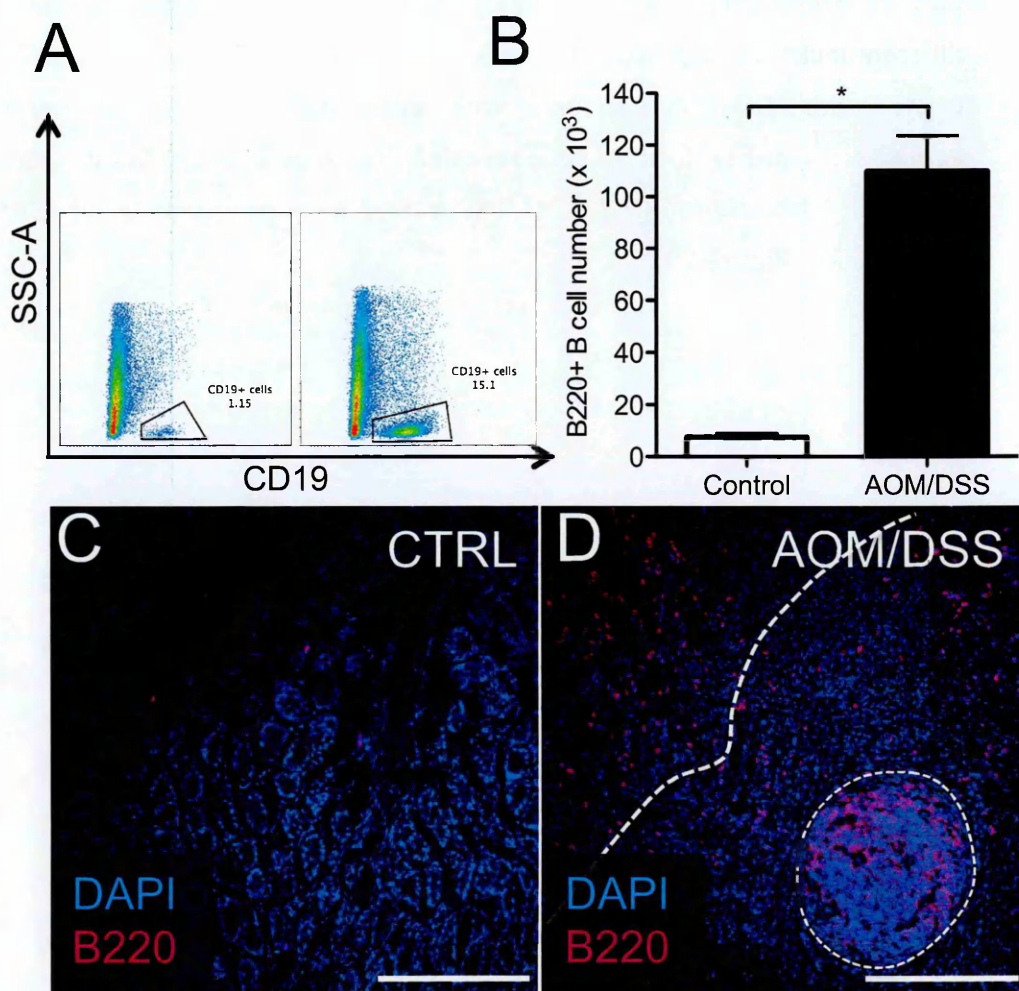 A
SSC-A
CD19+ cells
1.15
CD19+ cells
15.1
CD19
B
B220+ B cell number (x 10³)
140
120
100
80
60
40
20
0
*
Control
AOM/DSS
C
CTRL
DAPI
B220
D
AOM/DSS
DAPI
B220